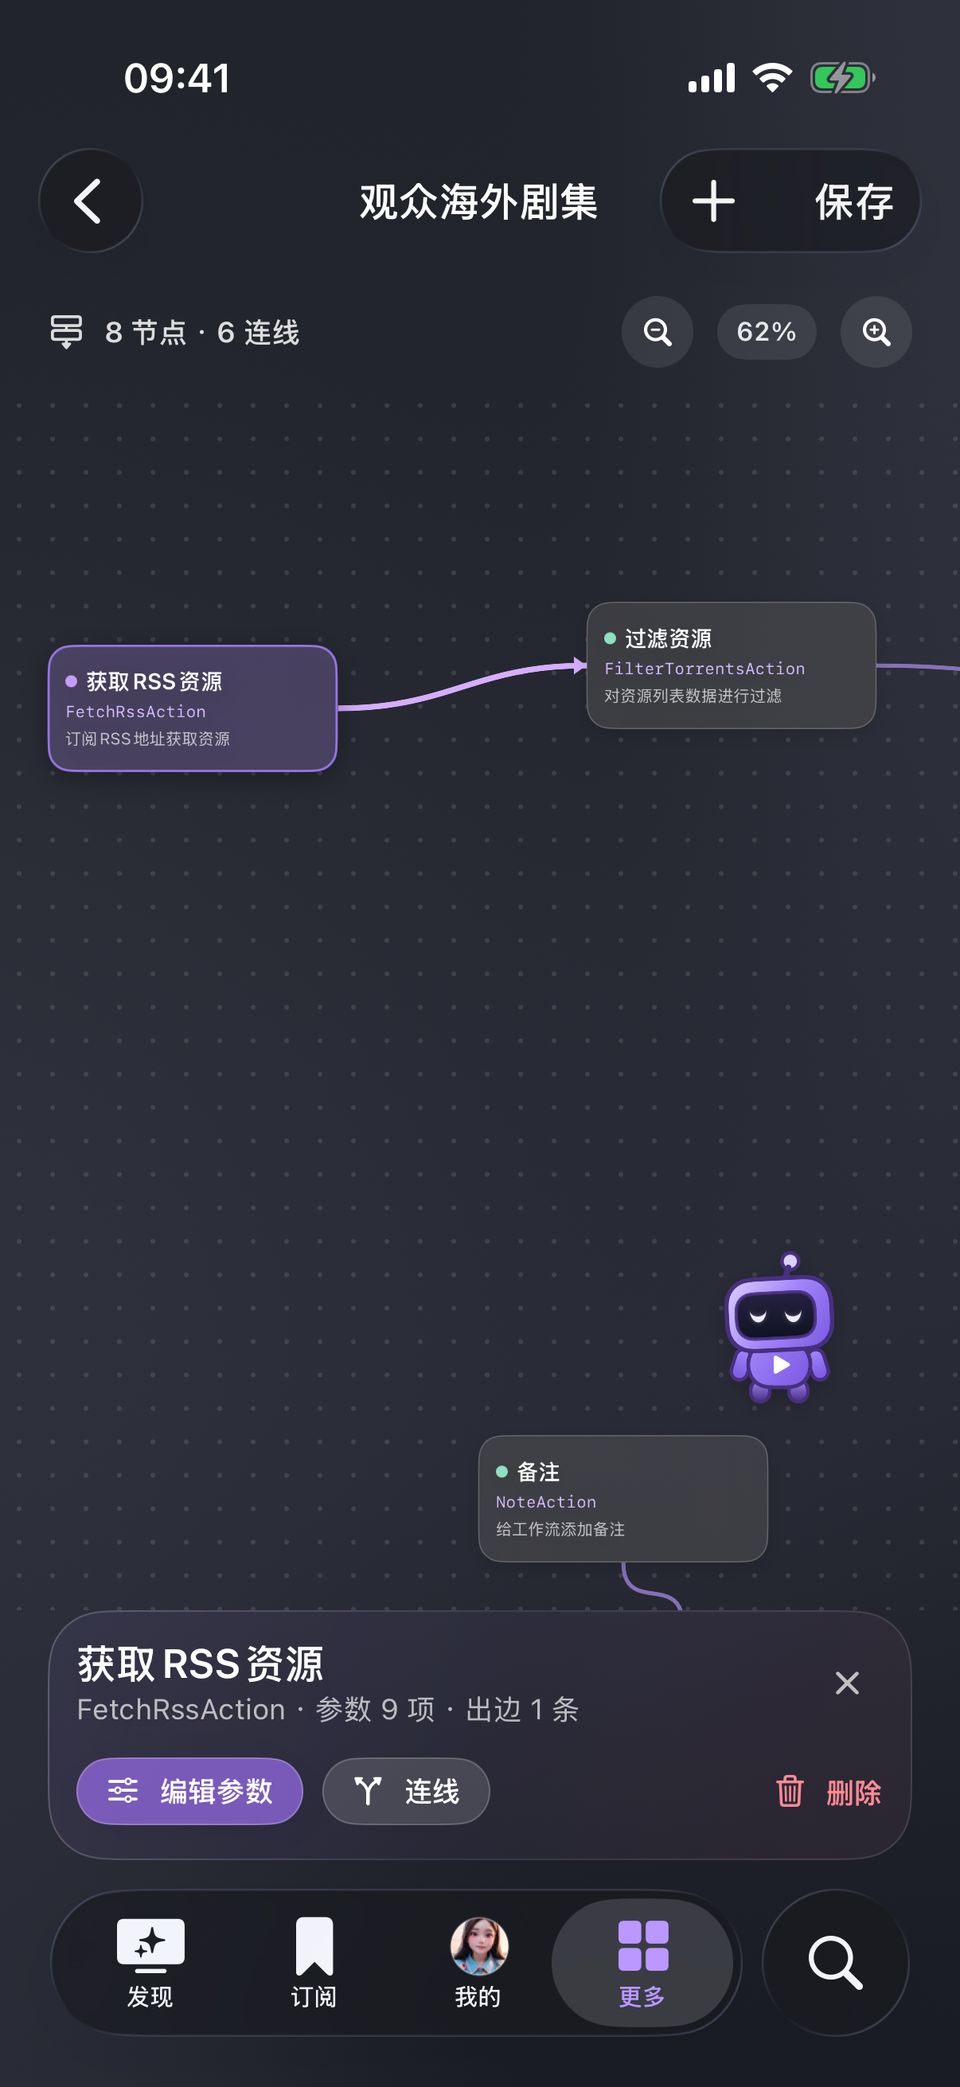 09:41
观众海外剧集
保存
8 节点 · 6 连线
62%
过滤资源
FilterTorrentsAction
对资源列表数据进行过滤
获取 RSS 资源
FetchRssAction
订阅 RSS 地址获取资源
备注
NoteAction
给工作流添加备注
获取 RSS 资源
FetchRssAction · 参数 9 项 · 出边 1 条
编辑参数
连线
删除
发现
订阅
我的
更多